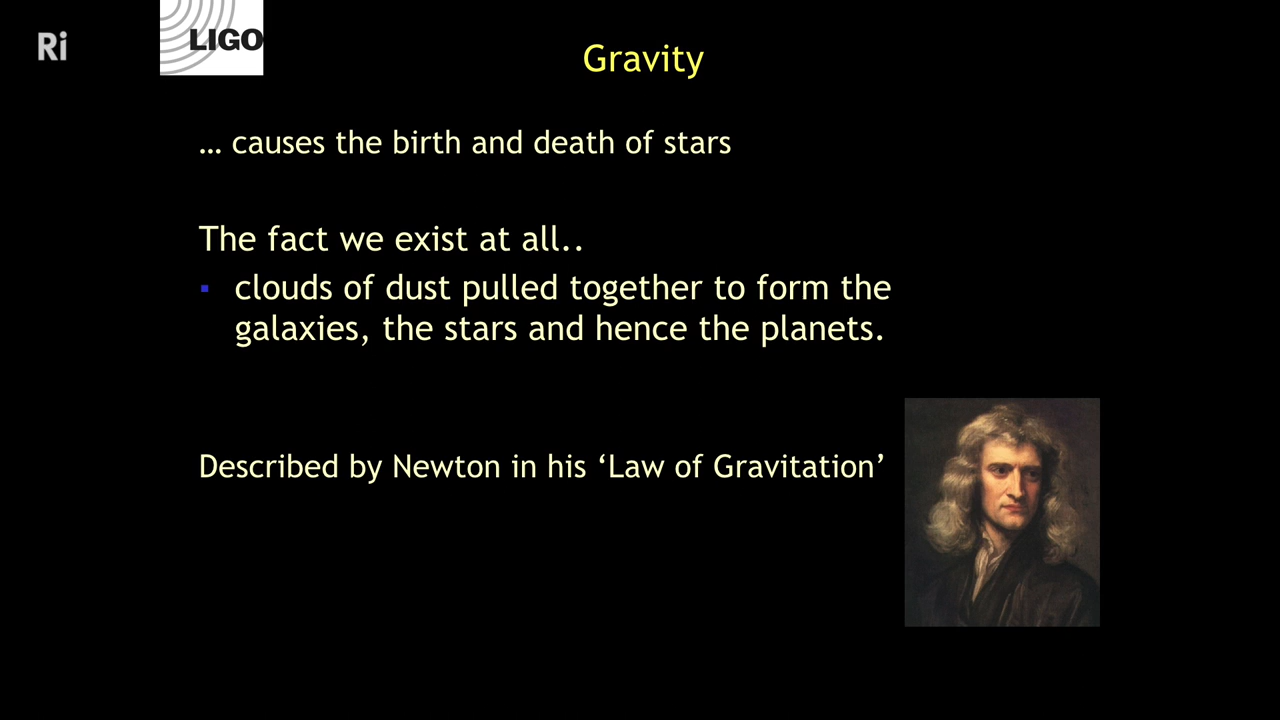 Ri
LIGO
Gravity
… causes the birth and death of stars
The fact we exist at all..
▪ clouds of dust pulled together to form the
galaxies, the stars and hence the planets.
Described by Newton in his ‘Law of Gravitation’